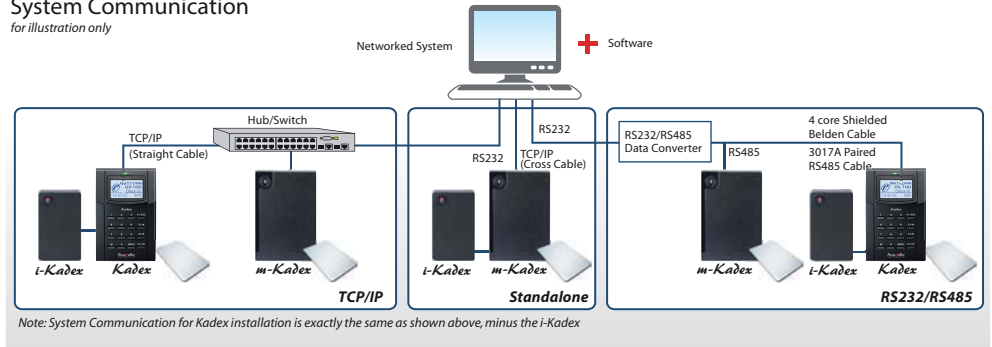 System Communication
for illustration only
Networked System
Software
Hub/Switch
TCP/IP
(Straight Cable)
i-Kadex
Kadex
m-Kadex
TCP/IP
RS232
TCP/IP
(Cross Cable)
i-Kadex
m-Kadex
Standalone
RS232
RS232/RS485
Data Converter
RS485
4 core Shielded
Belden Cable
3017A Paired
RS485 Cable
m-Kadex
i-Kadex
Kadex
RS232/RS485
Note: System Communication for Kadex installation is exactly the same as shown above, minus the i-Kadex